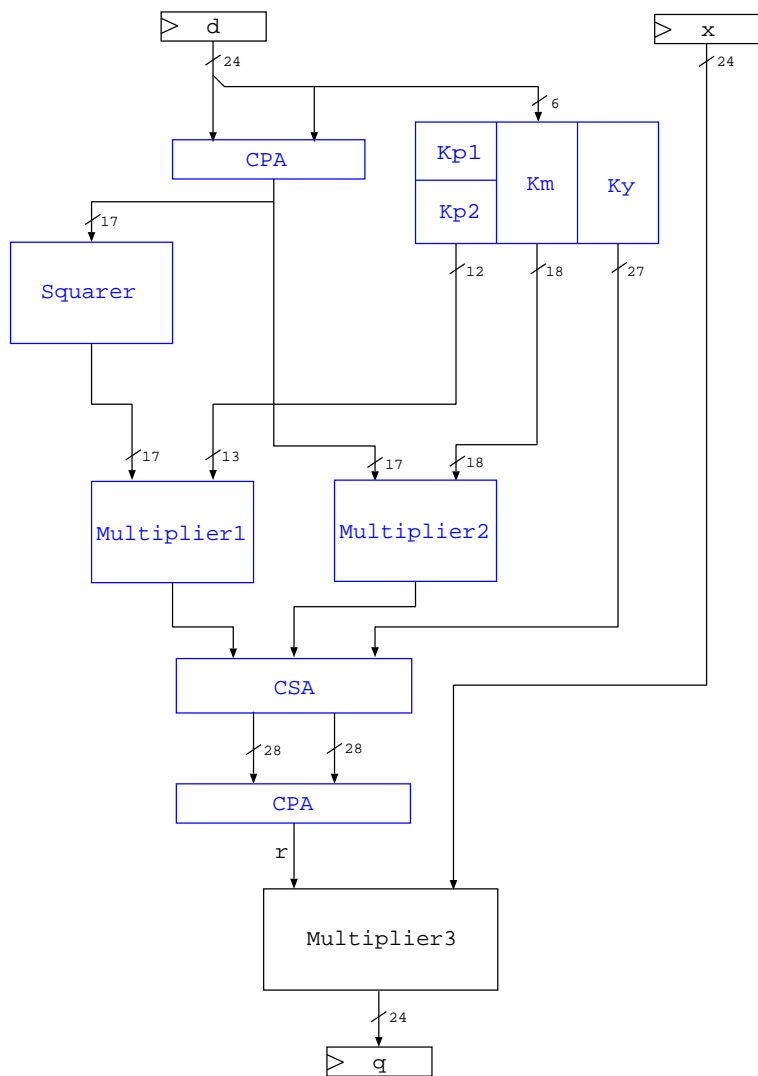 d
x
24
24
6
CPA
Kp1
Kp2
Km
Ky
17
12
18
27
Squarer
17
13
17
18
Multiplier1
Multiplier2
CSA
28
28
CPA
r
Multiplier3
24
q